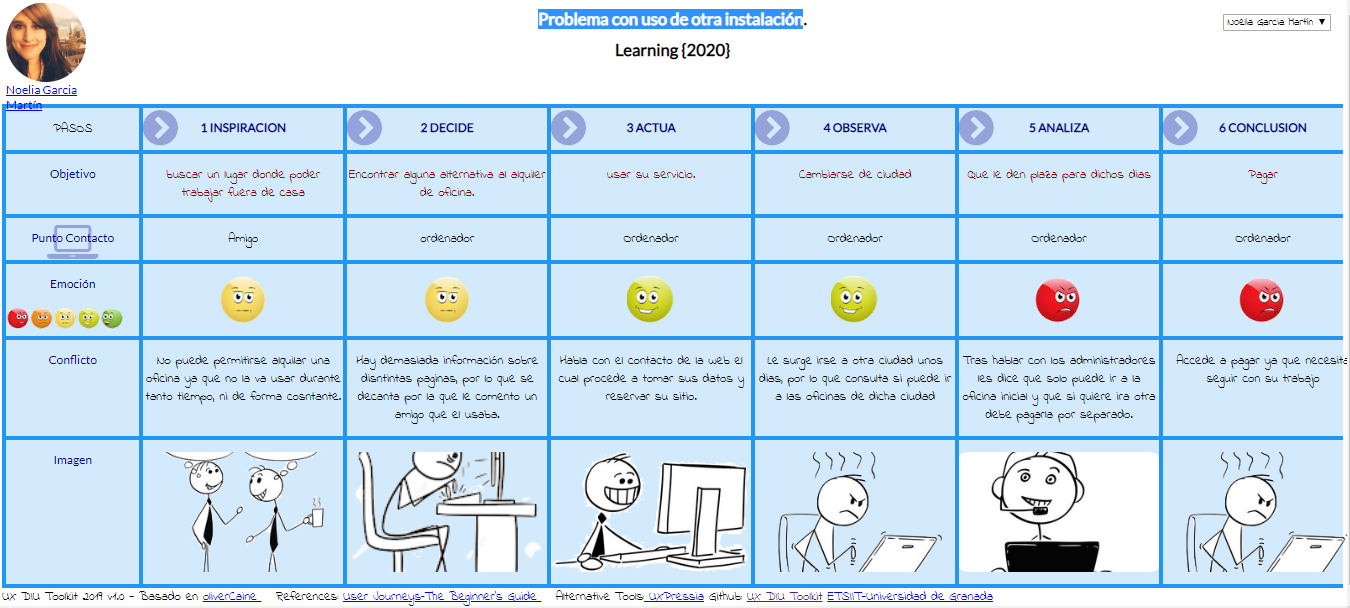 Problema con uso de otra instalación.
Noelia Garcia Martín ▼
Learning {2020}
Noelia Garcia
Martín
PASOS
1 INSPIRACION
2 DECIDE
3 ACTUA
4 OBSERVA
5 ANALIZA
6 CONCLUSION
Objetivo
buscar un lugar donde poder
trabajar fuera de casa
Encontrar alguna alternativa al alquiler
de oficina.
usar su servicio.
Cambiarse de ciudad
Que le den plaza para dichos dias
Pagar
Punto Contacto
Amigo
ordenador
ordenador
ordenador
ordenador
ordenador
Emoción
Conflicto
No puede permitirse alquilar una
oficina ya que no la va usar durante
tanto tiempo, ni de forma cosntante.
Hay demasiada información sobre
disntintas paginas, por lo que se
decanta por la que le comento un
amigo que el usaba.
Habla con el contacto de la web el
cual procede a tomar sus datos y
reservar su sitio.
Le surge irse a otra ciudad unos
dias, por lo que consulta si puede ir
a las oficinas de dicha ciudad
Tras hablar con los administradores
les dice que solo puede ir a la
oficina inicial y que si quiere ira otra
debe pagarla por separado.
Accede a pagar ya que necesita
seguir con su trabajo
Imagen
UX DIU Toolkit 2019 v1.0 - Basado en oliverCaine References: User Journeys-The Beginner's Guide Alternative Tools: UXPressia Github: UX DIU Toolkit ETSIIT-Universidad de Granada